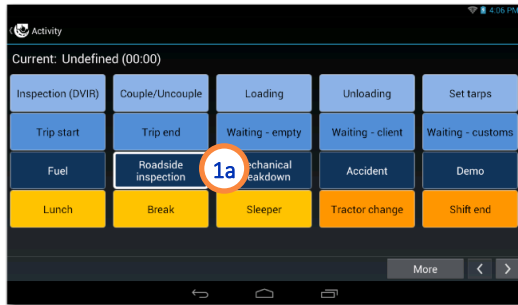 4:06 PM
Activity
Current: Undefined (00:00)
Inspection (DVIR) Couple/Uncouple Loading Unloading Set tarps
Trip start Trip end Waiting - empty Waiting - client Waiting - customs
Fuel Roadside inspection 1a echanical eakdown Accident Demo
Lunch Break Sleeper Tractor change Shift end
More